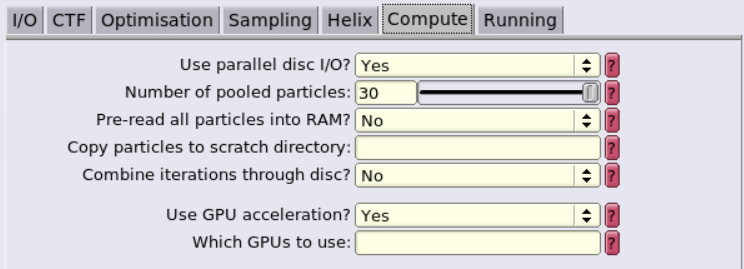 I/O CTF Optimisation Sampling Helix Compute Running
Use parallel disc I/O? Yes ?
Number of pooled particles: 30 ?
Pre-read all particles into RAM? No ?
Copy particles to scratch directory: ?
Combine iterations through disc? No ?
Use GPU acceleration? Yes ?
Which GPUs to use: ?